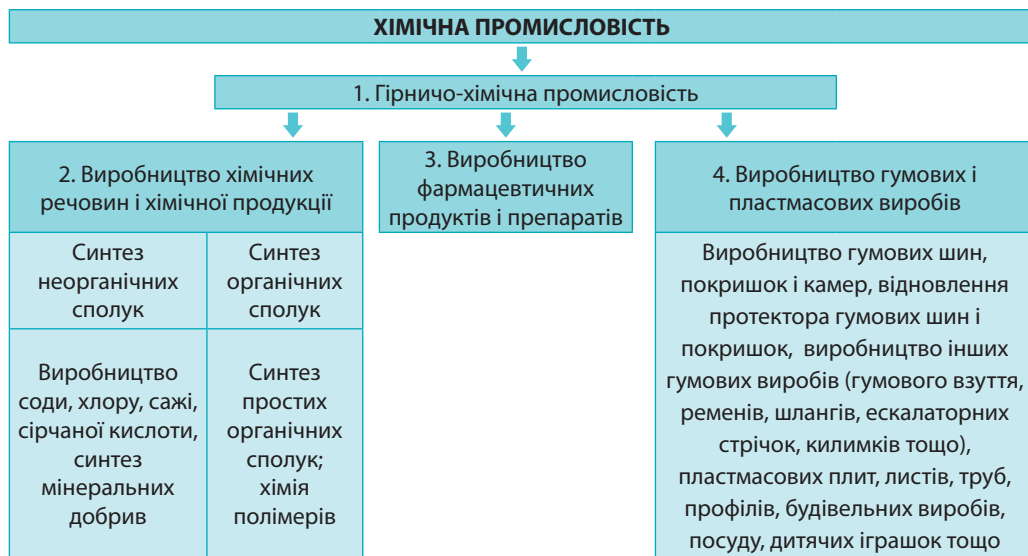 ХІМІЧНА ПРОМИСЛОВІСТЬ
1. Гірничо-хімічна промисловість
2. Виробництво хімічних
речовин і хімічної продукції
Синтез
неорганічних
сполук
Синтез
органічних
сполук
Виробництво
соди, хлору, сажі,
сірчаної кислоти,
синтез
мінеральних
добрив
Синтез
простих
органічних
сполук;
хімія
полімерів
3. Виробництво
фармацевтичних
продуктів і препаратів
4. Виробництво гумових і
пластмасових виробів
Виробництво гумових шин,
покришок і камер, відновлення
протектора гумових шин і
покришок, виробництво інших
гумових виробів (гумового взуття,
ременів, шлангів, ескалаторних
стрічок, килимків тощо),
пластмасових плит, листів, труб,
профілів, будівельних виробів,
посуду, дитячих іграшок тощо